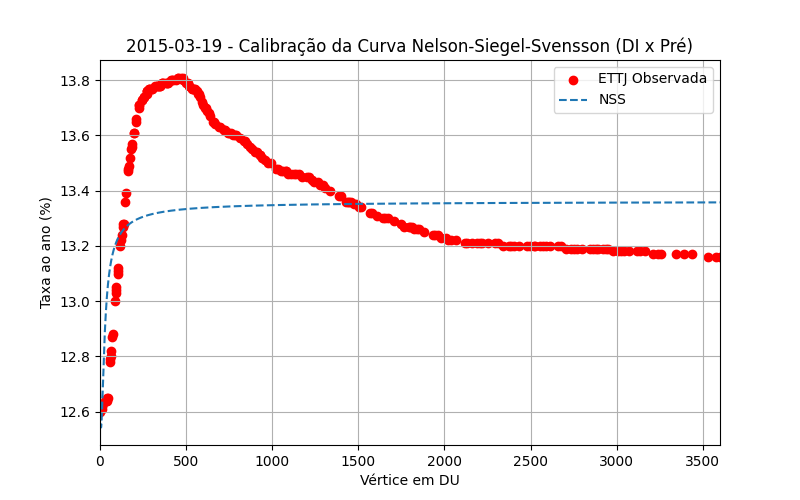 2015-03-19 - Calibração da Curva Nelson-Siegel-Svensson (DI x Pré)
ETTJ Observada
NSS
Taxa ao ano (%)
13.8
13.6
13.4
13.2
13.0
12.8
12.6
0 500 1000 1500 2000 2500 3000 3500
Vértice em DU